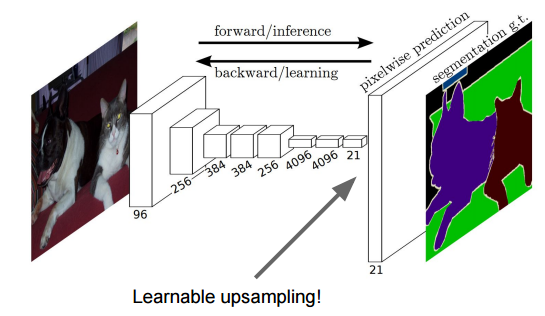 forward/inference
backward/learning
pixelwise prediction
segmentation g.t.
96
256
384
384
256
4096
4096
21
21
Learnable upsampling!